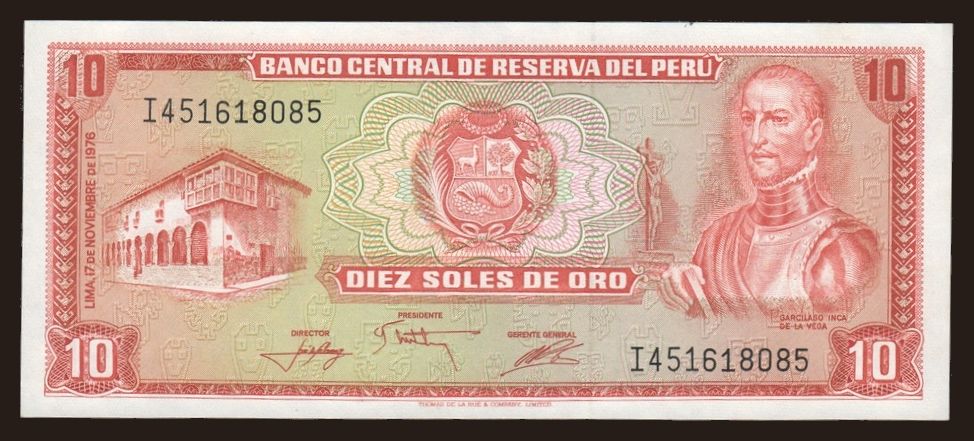 10
BANCO CENTRAL DE RESERVA DEL PERÚ
10
I451618085
LIMA, 17 DE NOVIEMBRE DE 1976
DIEZ SOLES DE ORO
GARCILASO INCA
DE LA VEGA
PRESIDENTE
DIRECTOR
GERENTE GENERAL
10
I451618085
10
THOMAS DE LA RUE & COMPANY, LIMITED.